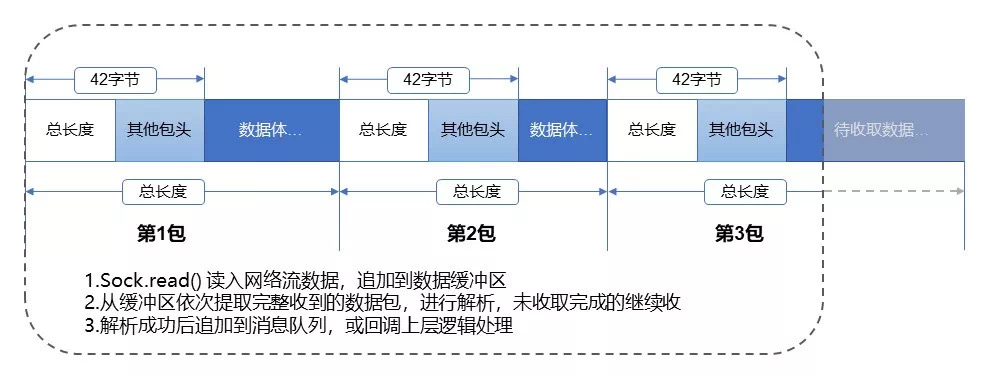 42字节 42字节 42字节
总长度 其他包头 数据体... 总长度 其他包头 数据体... 总长度 其他包头 待收取数据...
总长度 总长度 总长度
第1包 第2包 第3包
1.Sock.read() 读入网络流数据，追加到数据缓冲区
2.从缓冲区依次提取完整收到的数据包，进行解析，未收取完成的继续收
3.解析成功后追加到消息队列，或回调上层逻辑处理